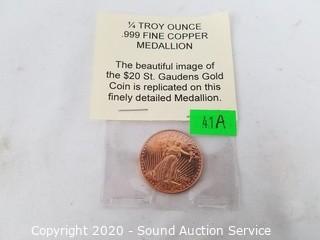 ¼ TROY OUNCE
.999 FINE COPPER
MEDALLION
The beautiful image of
the $20 St. Gaudens Gold
Coin is replicated on this
finely detailed Medallion.
41A
Copyright 2020 - Sound Auction Service